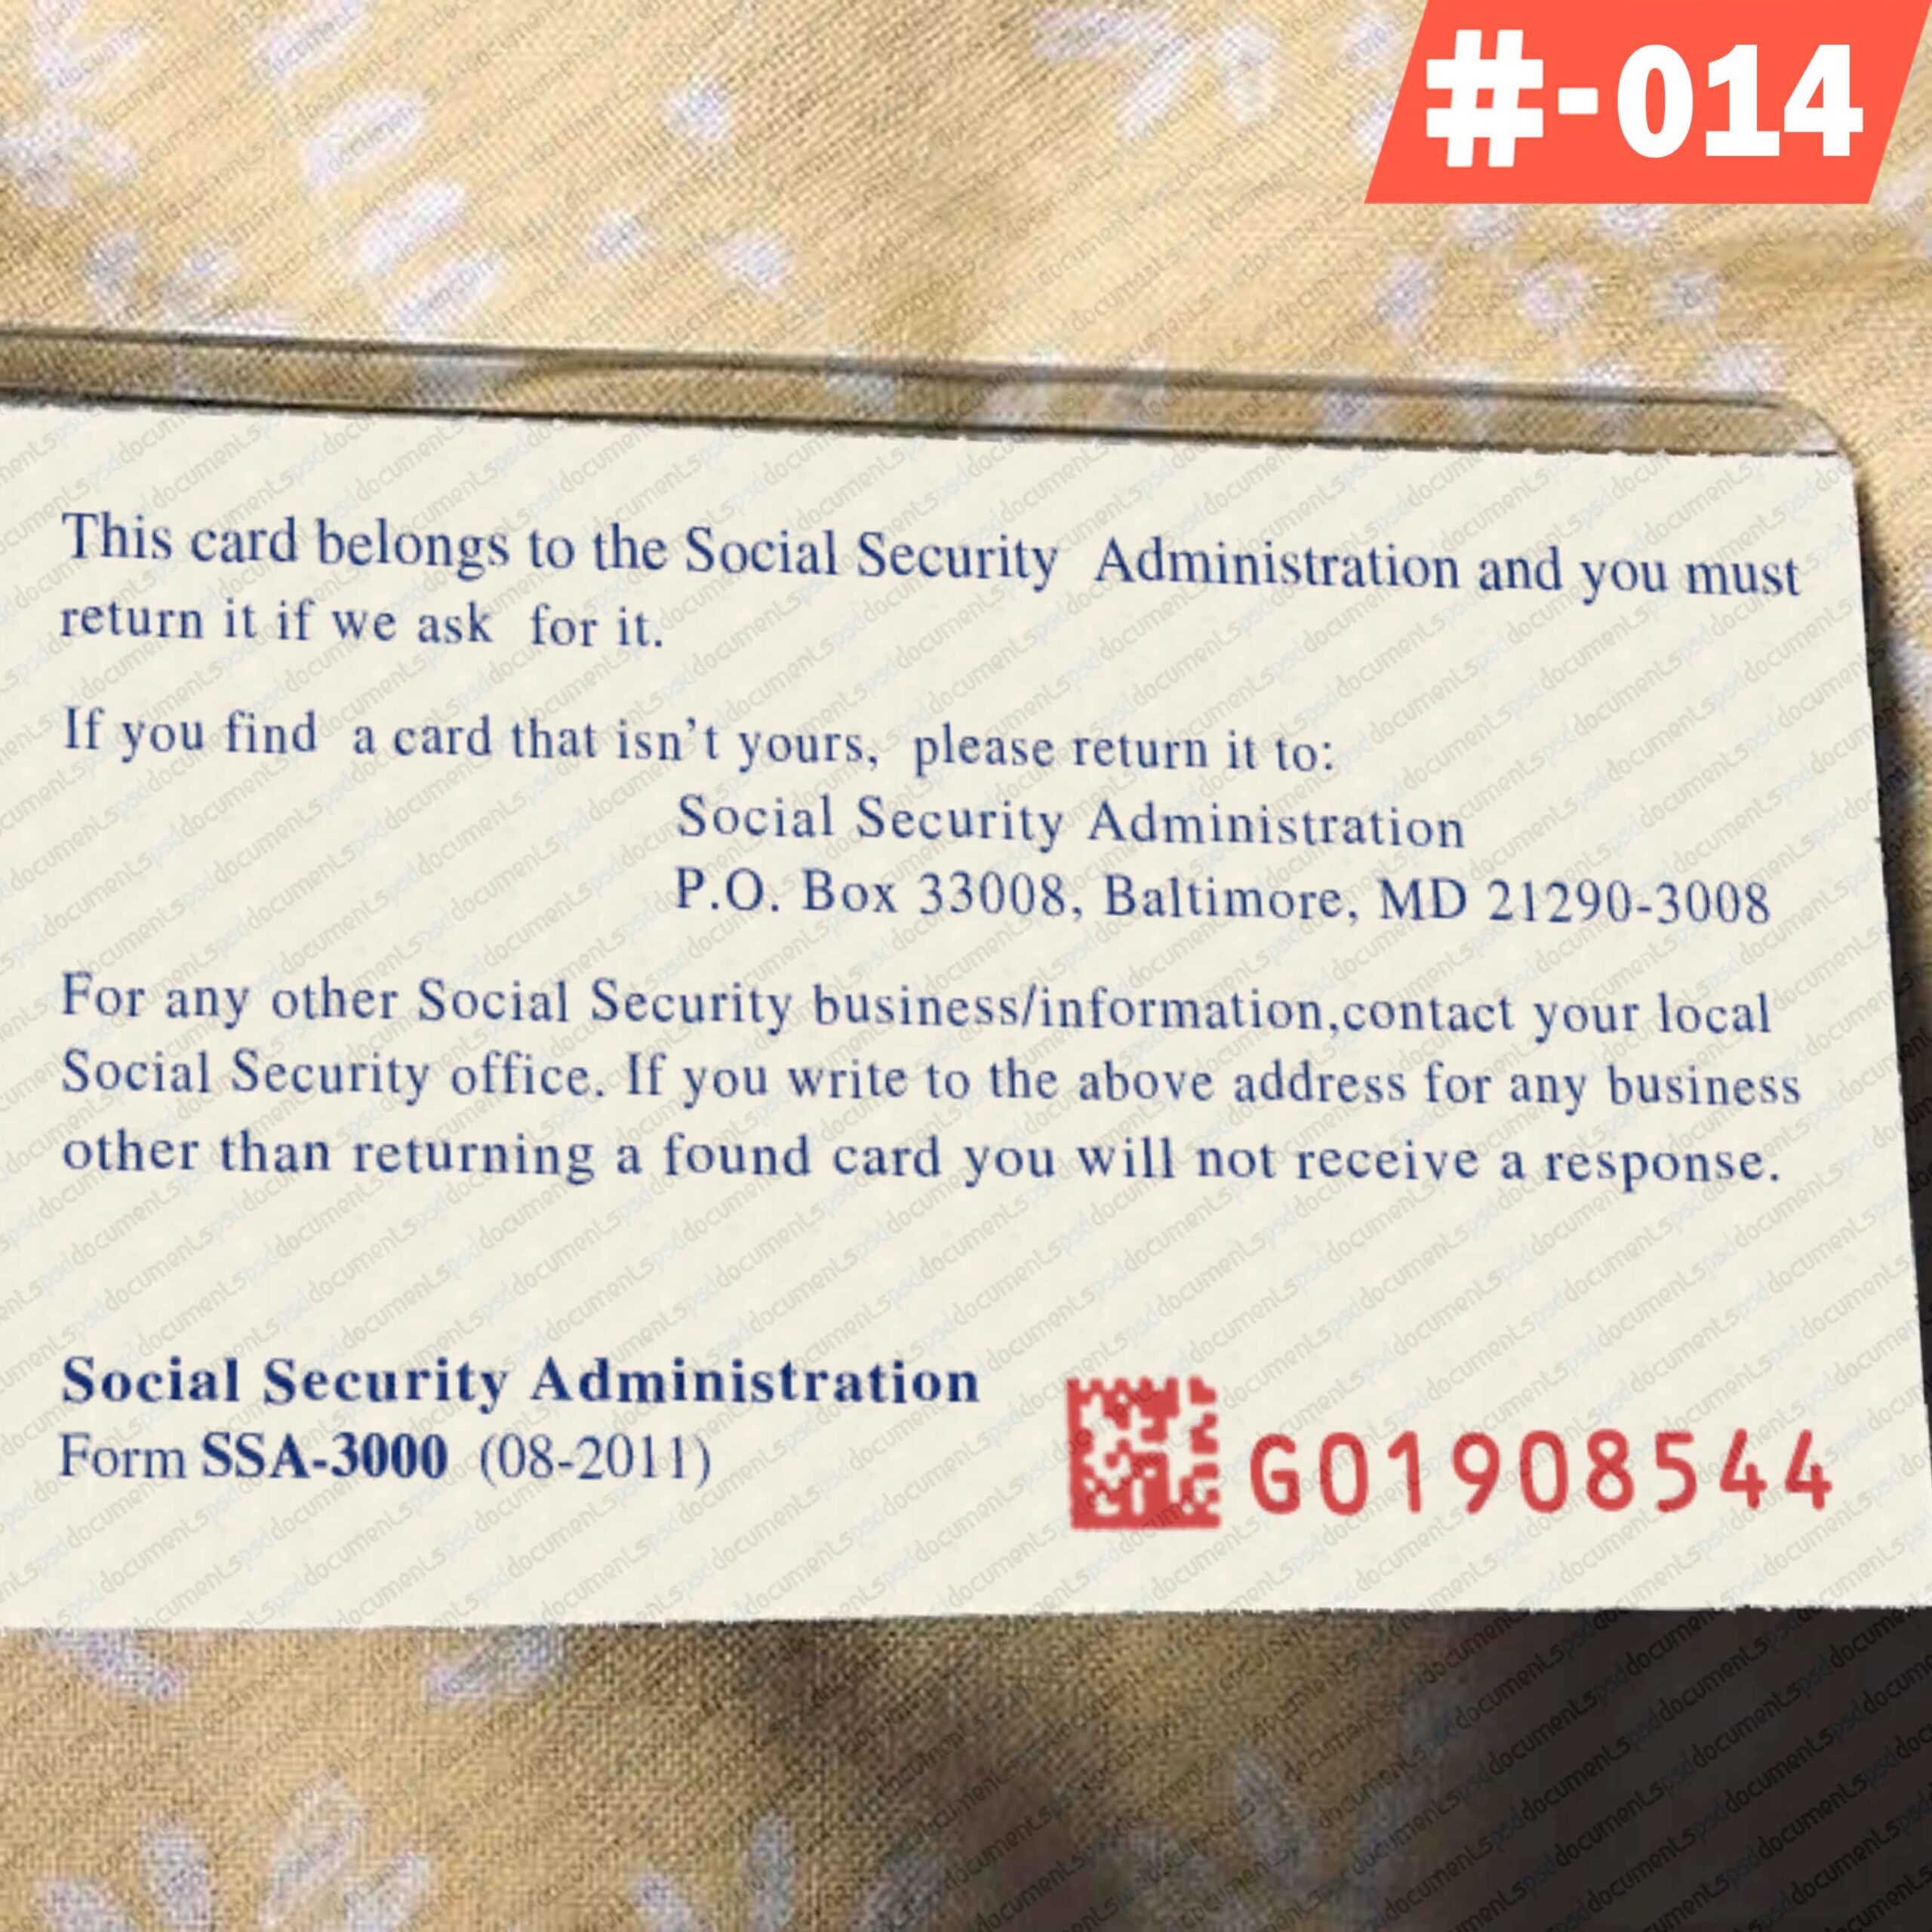 #-014
This card belongs to the Social Security Administration and you must
return it if we ask for it.
If you find a card that isn't yours, please return it to:
Social Security Administration
P.O. Box 33008, Baltimore, MD 21290-3008
For any other Social Security business/information,contact your local
Social Security office. If you write to the above address for any business
other than returning a found card you will not receive a response.
Social Security Administration
Form SSA-3000 (08-2011)
G01908544
psddocuments